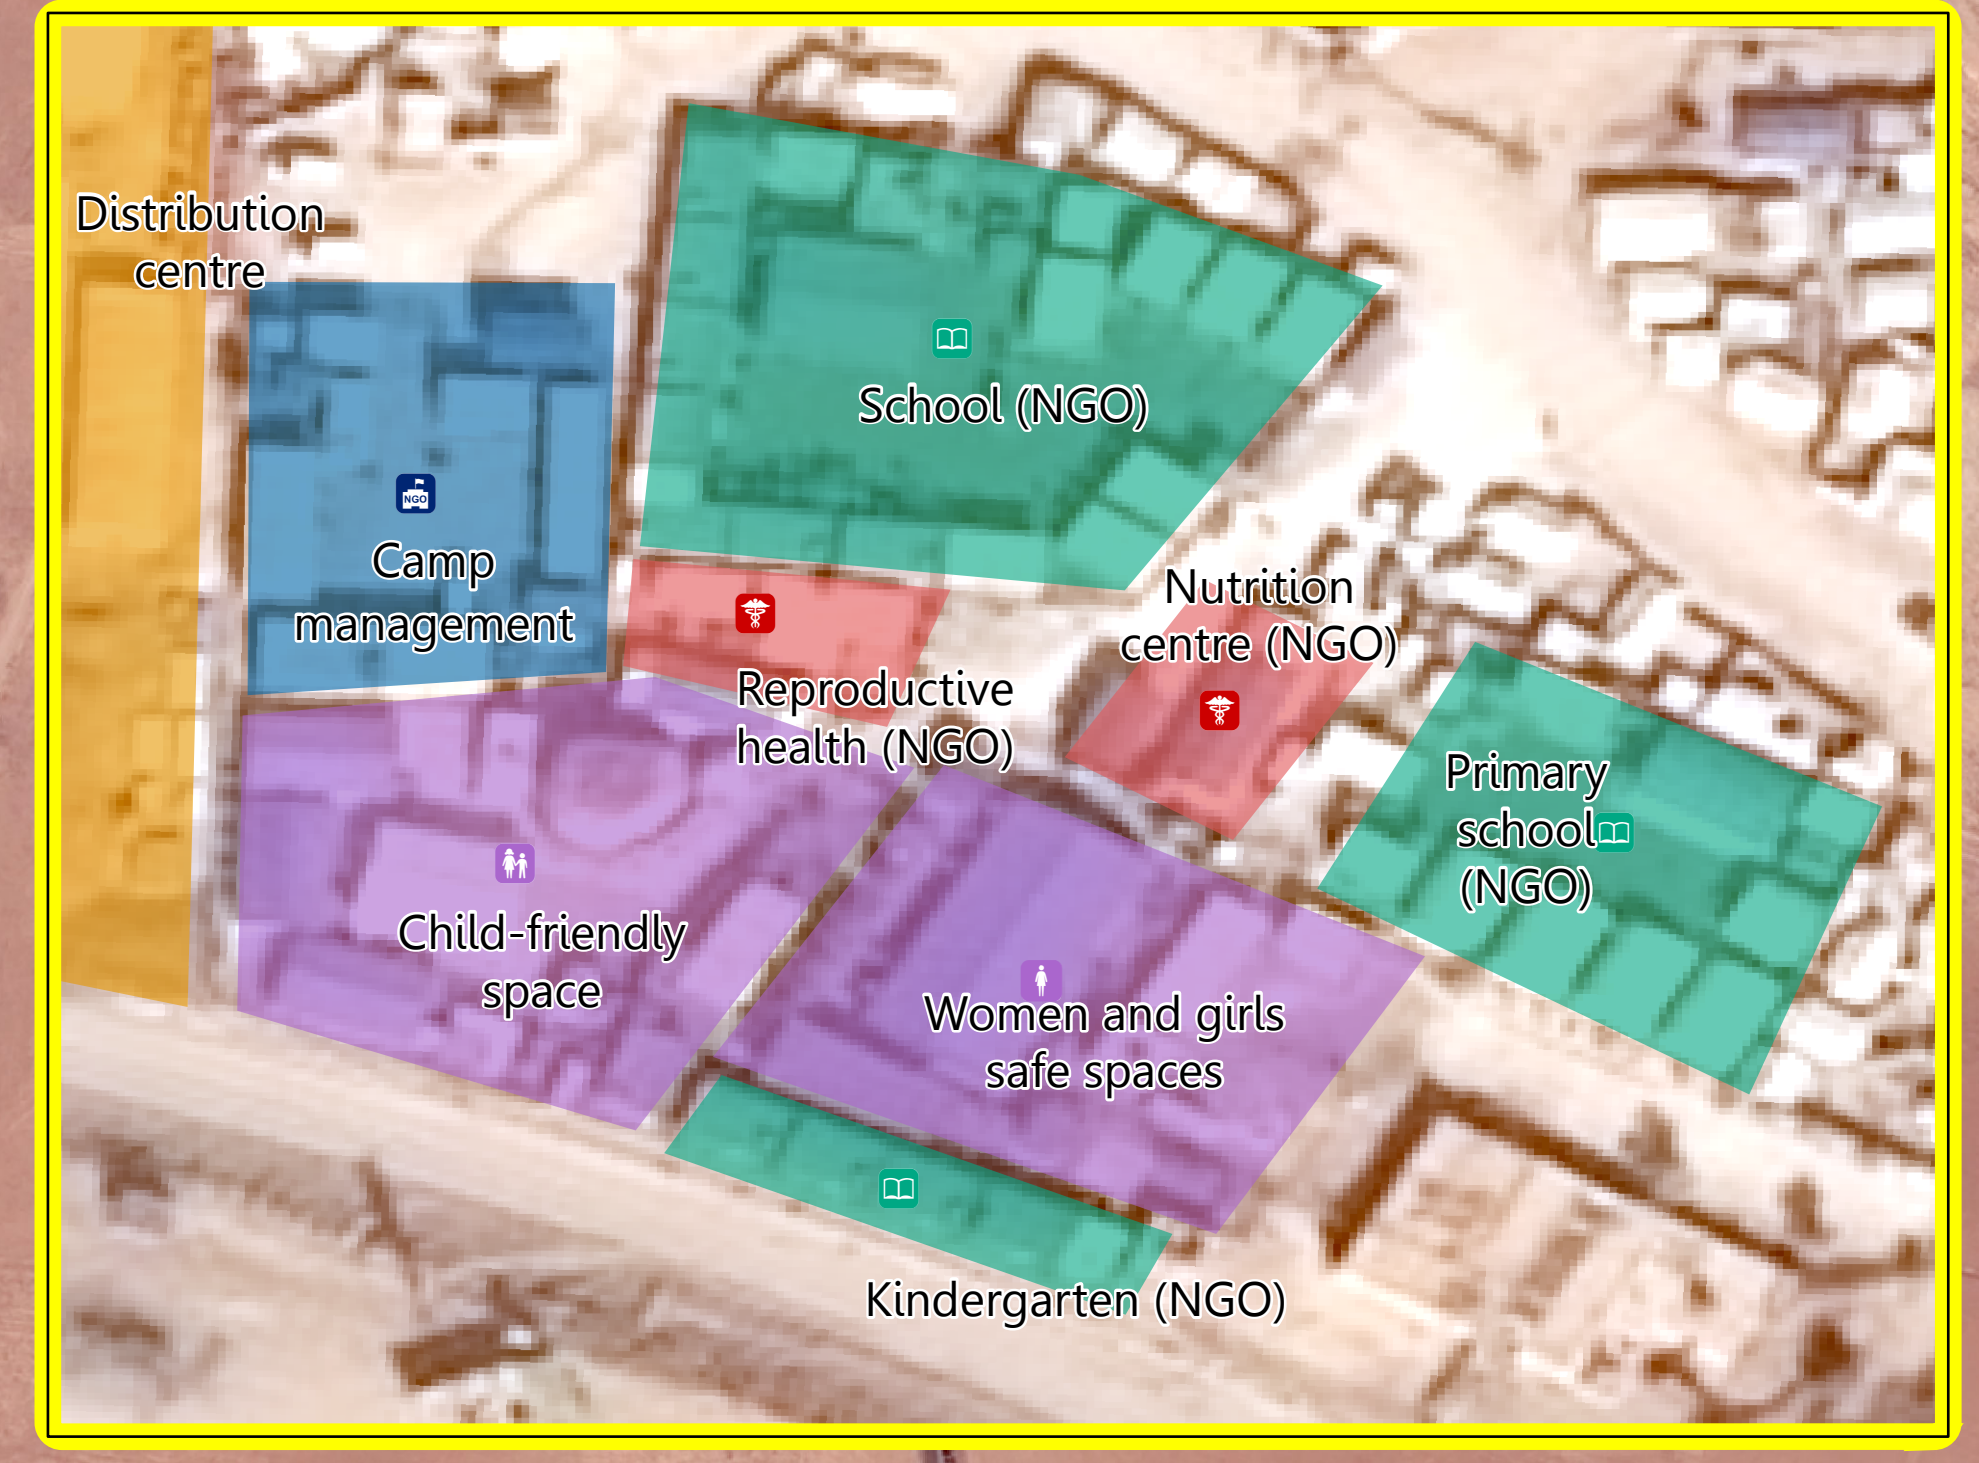 Distribution
centre
School (NGO)
NGO
Camp
management
Nutrition
centre (NGO)
Reproductive
health (NGO)
Primary
school
(NGO)
Child-friendly
space
Women and girls
safe spaces
Kindergarten (NGO)